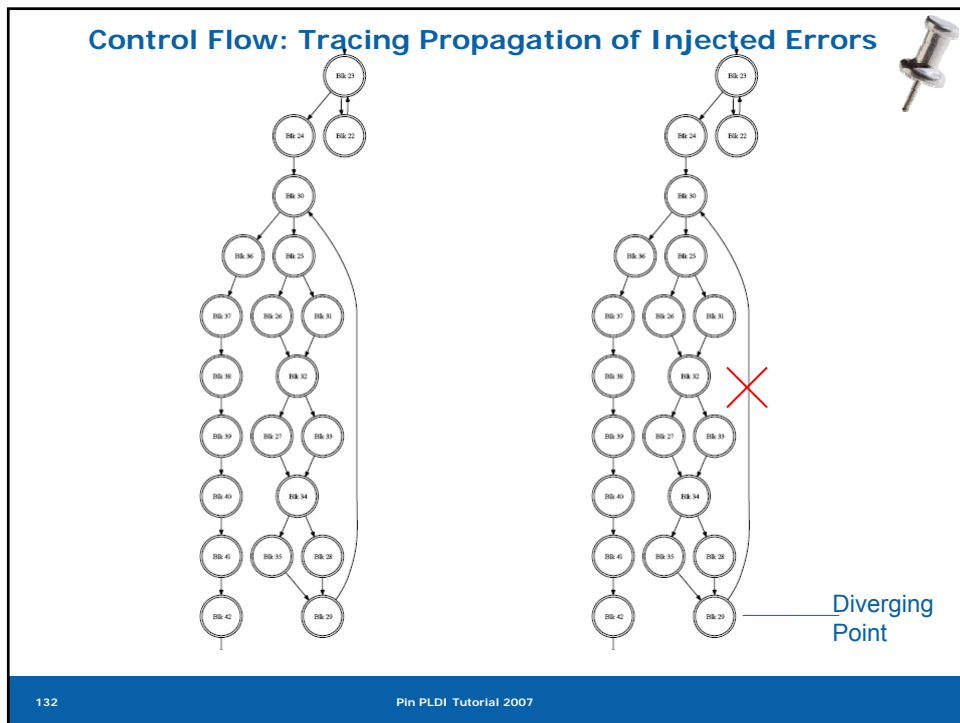 Control Flow: Tracing Propagation of Injected Errors
Blk 23
Blk 24
Blk 22
Blk 30
Blk 36
Blk 25
Blk 37
Blk 26
Blk 31
Blk 38
Blk 32
Blk 39
Blk 27
Blk 33
Blk 40
Blk 34
Blk 41
Blk 35
Blk 28
Blk 42
Blk 29
Blk 23
Blk 24
Blk 22
Blk 30
Blk 36
Blk 25
Blk 37
Blk 26
Blk 31
Blk 38
Blk 32
Blk 39
Blk 27
Blk 33
Blk 40
Blk 34
Blk 41
Blk 35
Blk 28
Blk 42
Blk 29
Diverging
Point
132
Pin PLDI Tutorial 2007